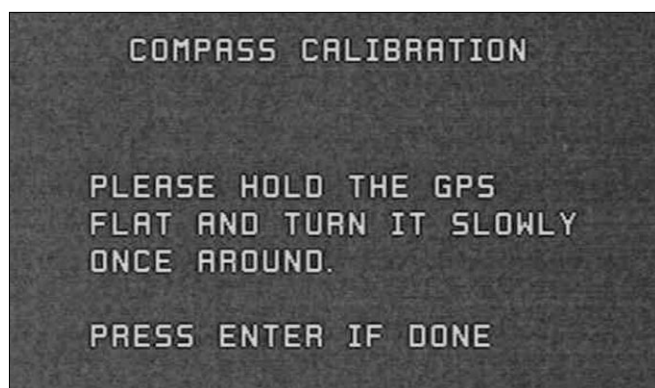 COMPASS CALIBRATION
PLEASE HOLD THE GPS
FLAT AND TURN IT SLOWLY
ONCE AROUND.
PRESS ENTER IF DONE